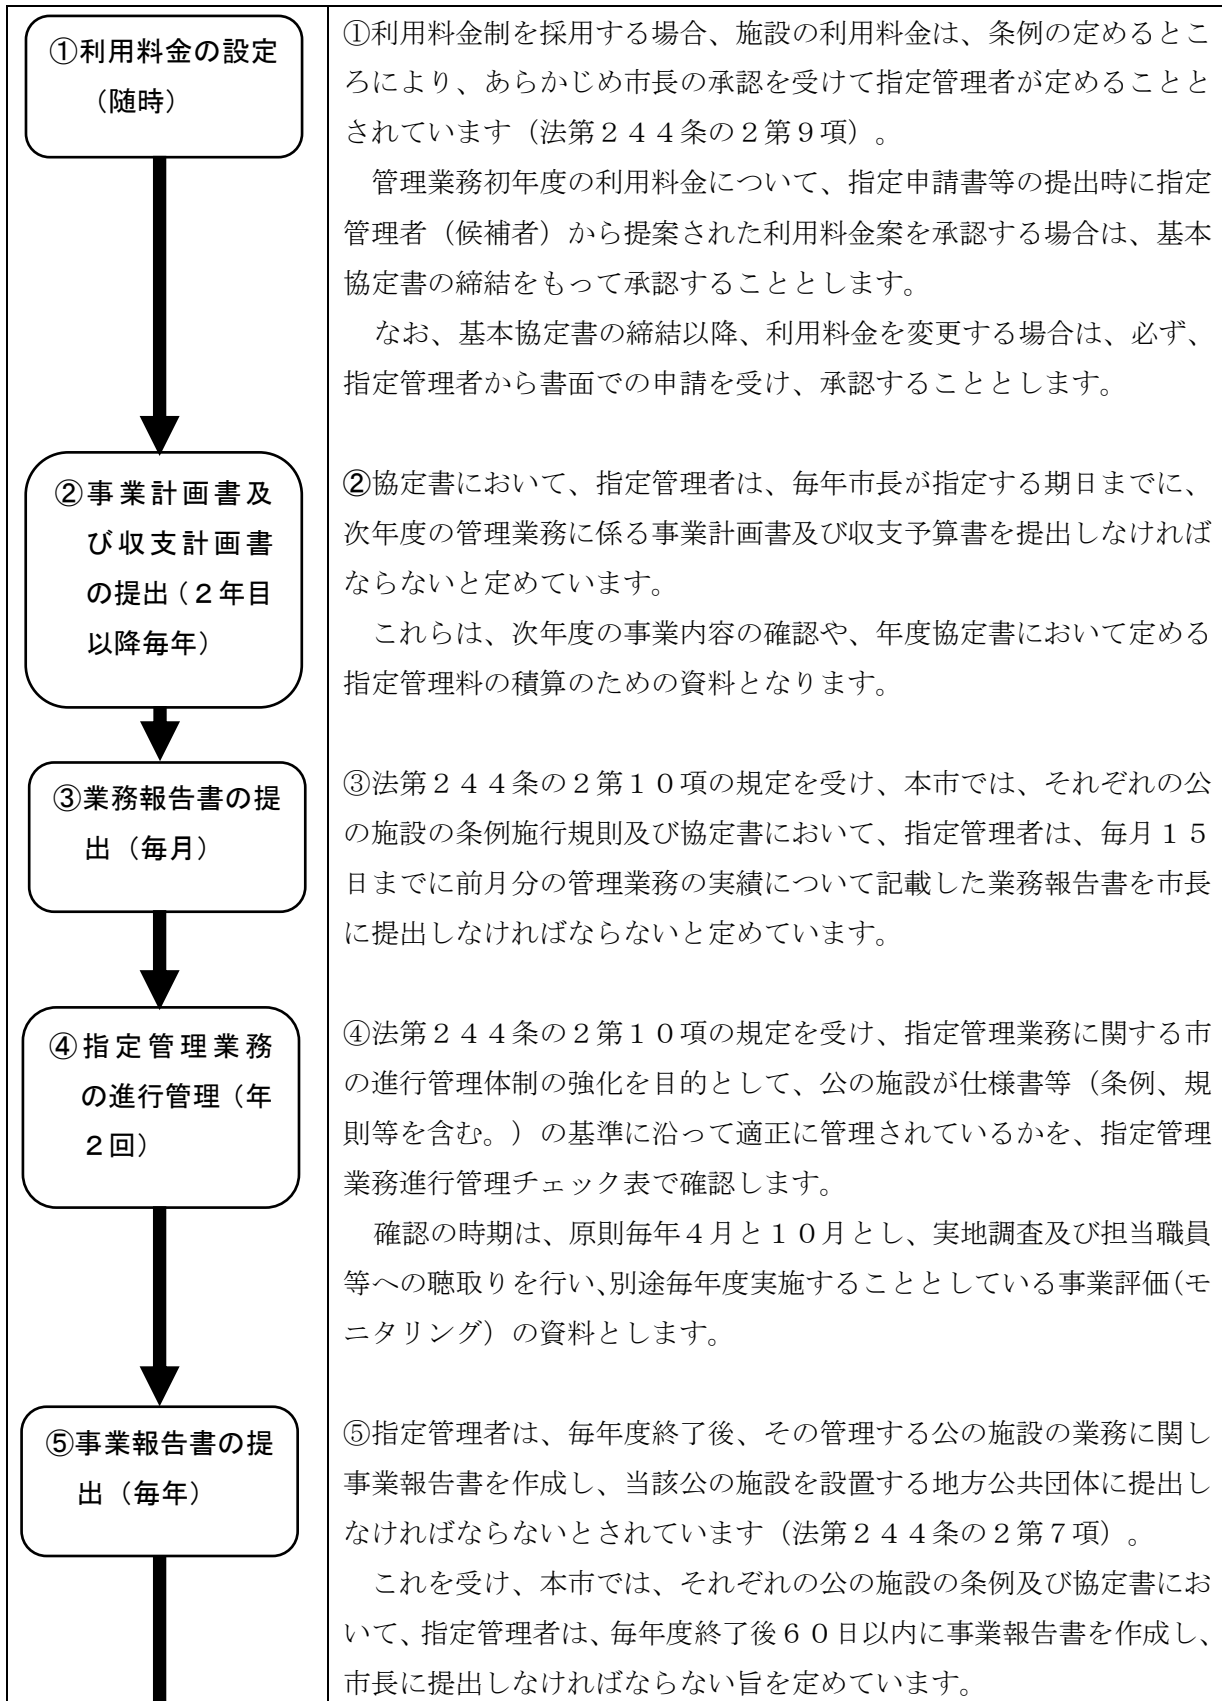 ①利用料金の設定
（随時）
①利用料金制を採用する場合、施設の利用料金は、条例の定めるとこ
ろにより、あらかじめ市長の承認を受けて指定管理者が定めることと
されています（法第２４４条の２第９項）。
管理業務初年度の利用料金について、指定申請書等の提出時に指定
管理者（候補者）から提案された利用料金案を承認する場合は、基本
協定書の締結をもって承認することとします。
なお、基本協定書の締結以降、利用料金を変更する場合は、必ず、
指定管理者から書面での申請を受け、承認することとします。
②事業計画書及
び収支計画書
の提出（２年目
以降毎年）
②協定書において、指定管理者は、毎年市長が指定する期日までに、
次年度の管理業務に係る事業計画書及び収支予算書を提出しなければ
ならないと定めています。
これらは、次年度の事業内容の確認や、年度協定書において定める
指定管理料の積算のための資料となります。
③業務報告書の提
出（毎月）
③法第２４４条の２第１０項の規定を受け、本市では、それぞれの公
の施設の条例施行規則及び協定書において、指定管理者は、毎月１５
日までに前月分の管理業務の実績について記載した業務報告書を市長
に提出しなければならないと定めています。
④指定管理業務
の進行管理（年
２回）
④法第２４４条の２第１０項の規定を受け、指定管理業務に関する市
の進行管理体制の強化を目的として、公の施設が仕様書等（条例、規
則等を含む。）の基準に沿って適正に管理されているかを、指定管理
業務進行管理チェック表で確認します。
確認の時期は、原則毎年４月と１０月とし、実地調査及び担当職員
等への聴取りを行い、別途毎年度実施することとしている事業評価（モ
ニタリング）の資料とします。
⑤事業報告書の提
出（毎年）
⑤指定管理者は、毎年度終了後、その管理する公の施設の業務に関し
事業報告書を作成し、当該公の施設を設置する地方公共団体に提出し
なければならないとされています（法第２４４条の２第７項）。
これを受け、本市では、それぞれの公の施設の条例及び協定書にお
いて、指定管理者は、毎年度終了後６０日以内に事業報告書を作成し、
市長に提出しなければならない旨を定めています。